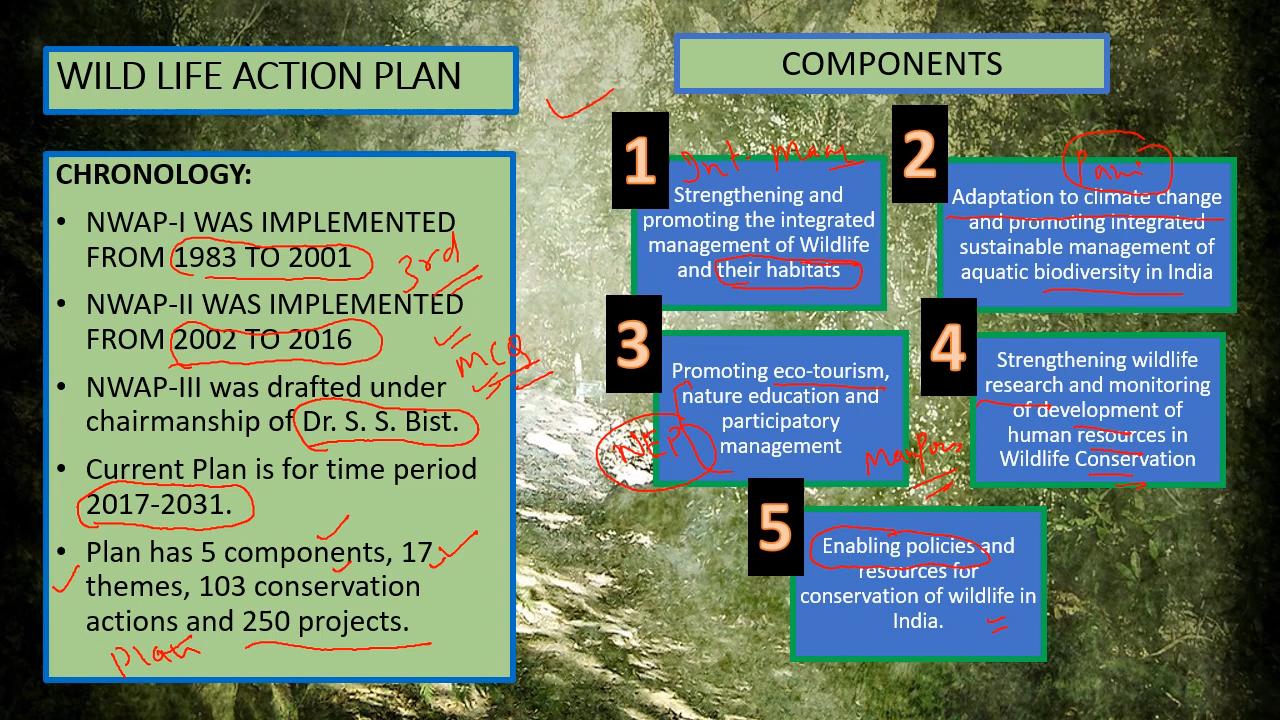 WILD LIFE ACTION PLAN
CHRONOLOGY:
• NWAP-I WAS IMPLEMENTED
FROM 1983 TO 2001
3rd
• NWAP-II WAS IMPLEMENTED
FROM 2002 TO 2016
MCQ
• NWAP-III was drafted under
chairmanship of Dr. S. S. Bist.
• Current Plan is for time period
2017-2031.
• Plan has 5 components, 17
themes, 103 conservation
actions and 250 projects.
Plan
COMPONENTS
1
Int. Man
Strengthening and
promoting the integrated
management of Wildlife
and their habitats
2
Pani
Adaptation to climate change
and promoting integrated
sustainable management of
aquatic biodiversity in India
3
Promoting eco-tourism,
nature education and
participatory
management
NEP
4
Strengthening wildlife
research and monitoring
of development of
human resources in
Wildlife Conservation
5
Enabling policies and
resources for
conservation of wildlife in
India.